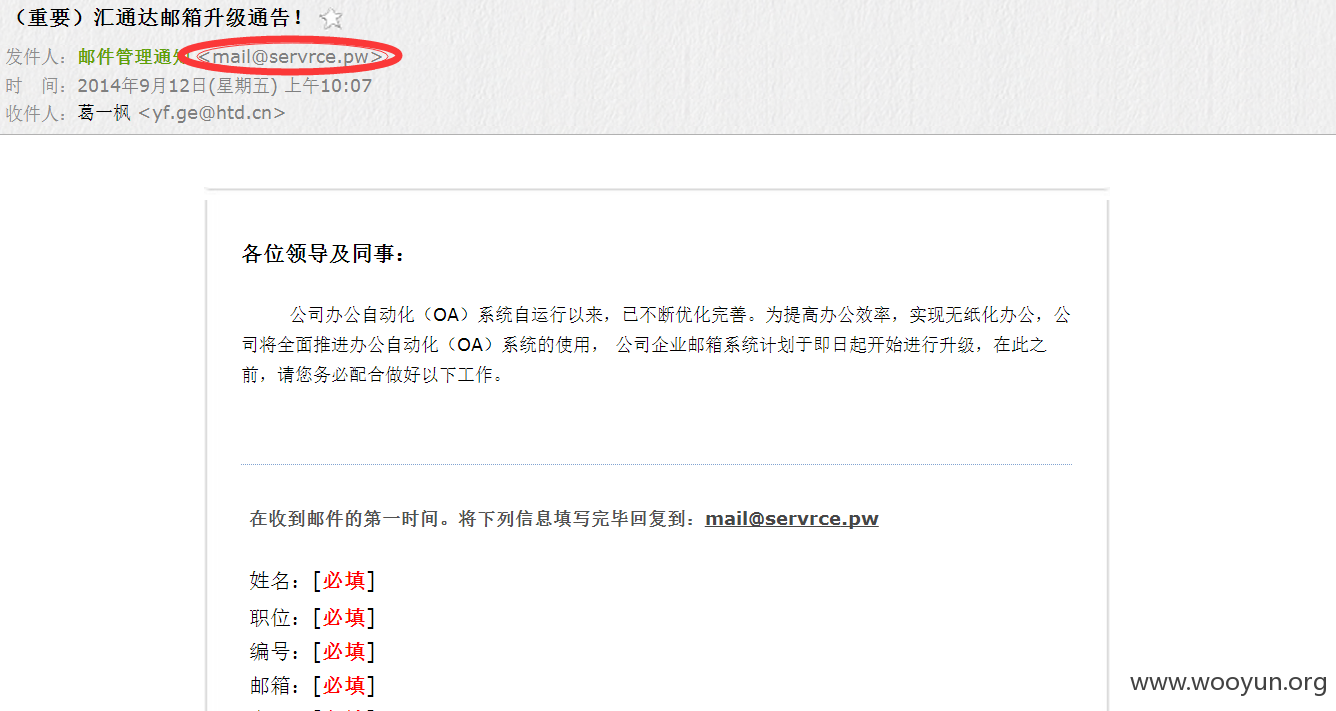 （重要）汇通达邮箱升级通告！
发件人：邮件管理通知 <mail@servrce.pw>
时 间：2014年9月12日(星期五) 上午10:07
收件人：葛一枫 <yf.ge@htd.cn>
各位领导及同事：
公司办公自动化（OA）系统自运行以来，已不断优化完善。为提高办公效率，实现无纸化办公，公
司将全面推进办公自动化（OA）系统的使用， 公司企业邮箱系统计划于即日起开始进行升级，在此之
前，请您务必配合做好以下工作。
在收到邮件的第一时间。将下列信息填写完毕回复到：mail@servrce.pw
姓名：[必填]
职位：[必填]
编号：[必填]
邮箱：[必填]
www.wooyun.org